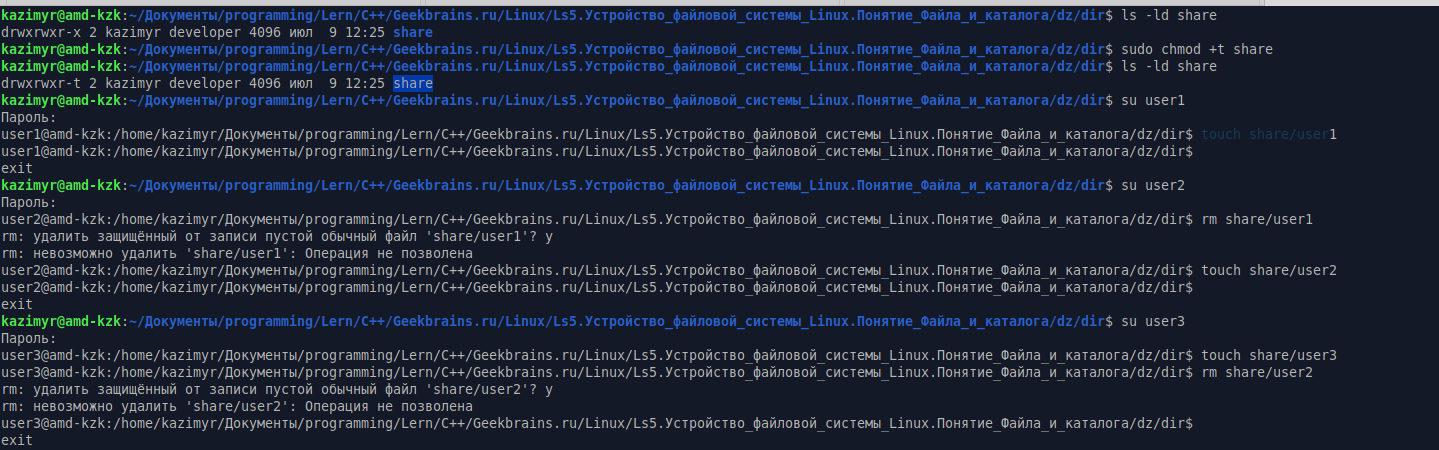 kazimyr@amd-kzk:~/Документы/programming/Lern/C++/Geekbrains.ru/Linux/Ls5.Устройство_файловой_системы_Linux.Понятие_Файла_и_каталога/dz/dir$ ls -ld share
drwxrwxr-x 2 kazimyr developer 4096 июл  9 12:25 share
kazimyr@amd-kzk:~/Документы/programming/Lern/C++/Geekbrains.ru/Linux/Ls5.Устройство_файловой_системы_Linux.Понятие_Файла_и_каталога/dz/dir$ sudo chmod +t share
kazimyr@amd-kzk:~/Документы/programming/Lern/C++/Geekbrains.ru/Linux/Ls5.Устройство_файловой_системы_Linux.Понятие_Файла_и_каталога/dz/dir$ ls -ld share
drwxrwxr-t 2 kazimyr developer 4096 июл  9 12:25 share
kazimyr@amd-kzk:~/Документы/programming/Lern/C++/Geekbrains.ru/Linux/Ls5.Устройство_файловой_системы_Linux.Понятие_Файла_и_каталога/dz/dir$ su user1
Пароль:
user1@amd-kzk:/home/kazimyr/Документы/programming/Lern/C++/Geekbrains.ru/Linux/Ls5.Устройство_файловой_системы_Linux.Понятие_Файла_и_каталога/dz/dir$ touch share/user1
user1@amd-kzk:/home/kazimyr/Документы/programming/Lern/C++/Geekbrains.ru/Linux/Ls5.Устройство_файловой_системы_Linux.Понятие_Файла_и_каталога/dz/dir$
exit
kazimyr@amd-kzk:~/Документы/programming/Lern/C++/Geekbrains.ru/Linux/Ls5.Устройство_файловой_системы_Linux.Понятие_Файла_и_каталога/dz/dir$ su user2
Пароль:
user2@amd-kzk:/home/kazimyr/Документы/programming/Lern/C++/Geekbrains.ru/Linux/Ls5.Устройство_файловой_системы_Linux.Понятие_Файла_и_каталога/dz/dir$ rm share/user1
rm: удалить защищённый от записи пустой обычный файл 'share/user1'? y
rm: невозможно удалить 'share/user1': Операция не позволена
user2@amd-kzk:/home/kazimyr/Документы/programming/Lern/C++/Geekbrains.ru/Linux/Ls5.Устройство_файловой_системы_Linux.Понятие_Файла_и_каталога/dz/dir$ touch share/user2
user2@amd-kzk:/home/kazimyr/Документы/programming/Lern/C++/Geekbrains.ru/Linux/Ls5.Устройство_файловой_системы_Linux.Понятие_Файла_и_каталога/dz/dir$
exit
kazimyr@amd-kzk:~/Документы/programming/Lern/C++/Geekbrains.ru/Linux/Ls5.Устройство_файловой_системы_Linux.Понятие_Файла_и_каталога/dz/dir$ su user3
Пароль:
user3@amd-kzk:/home/kazimyr/Документы/programming/Lern/C++/Geekbrains.ru/Linux/Ls5.Устройство_файловой_системы_Linux.Понятие_Файла_и_каталога/dz/dir$ touch share/user3
user3@amd-kzk:/home/kazimyr/Документы/programming/Lern/C++/Geekbrains.ru/Linux/Ls5.Устройство_файловой_системы_Linux.Понятие_Файла_и_каталога/dz/dir$ rm share/user2
rm: удалить защищённый от записи пустой обычный файл 'share/user2'? y
rm: невозможно удалить 'share/user2': Операция не позволена
user3@amd-kzk:/home/kazimyr/Документы/programming/Lern/C++/Geekbrains.ru/Linux/Ls5.Устройство_файловой_системы_Linux.Понятие_Файла_и_каталога/dz/dir$
exit